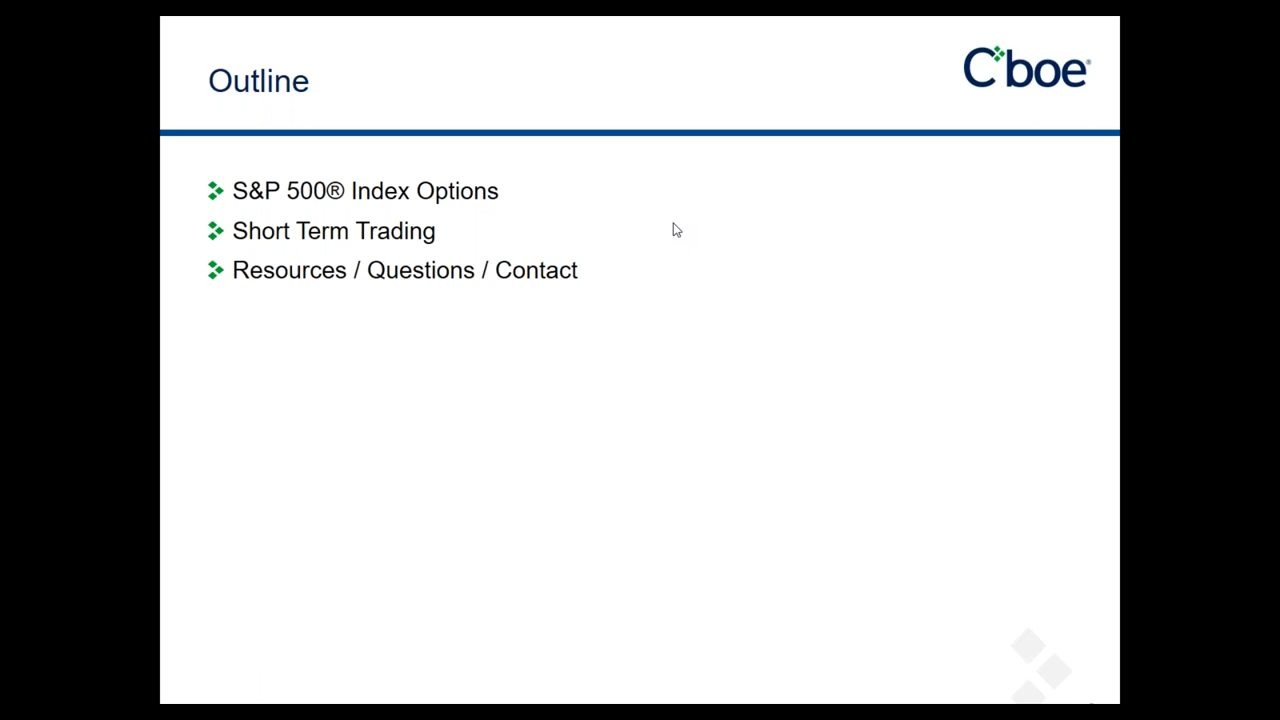 Outline
Cboe®
S&P 500® Index Options
Short Term Trading
Resources / Questions / Contact